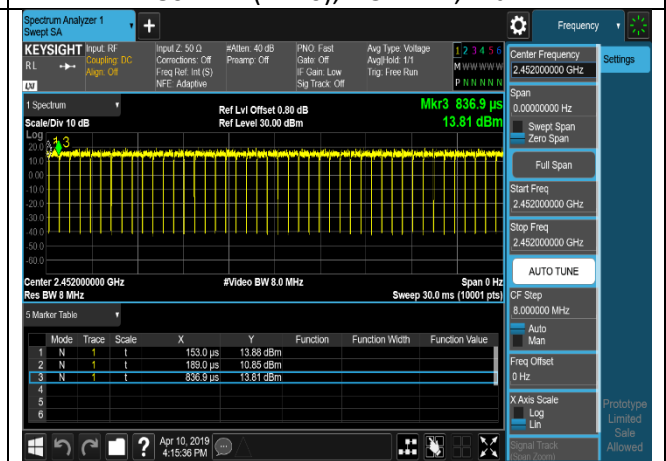 Spectrum Analyzer 1
Swept SA
+
Frequency
KEYSIGHT
RL
LXI
Input: RF
Coupling: DC
Align: Off
Input Z: 50 Ω
Corrections: Off
Freq Ref: Int (S)
NFE: Adaptive
#Atten: 40 dB
Preamp: Off
PNO: Fast
Gate: Off
IF Gain: Low
Sig Track: Off
Avg Type: Voltage
Avg|Hold: 1/1
Trig: Free Run
1 2 3 4 5 6
M W W W W W
P N N N N N
1 Spectrum
Scale/Div 10 dB
Ref Lvl Offset 0.80 dB
Ref Level 30.00 dBm
Mkr3 836.9 µs
13.81 dBm
Log
20.0
10.0
0.00
-10.0
-20.0
-30.0
-40.0
-50.0
-60.0
1 3
Center 2.452000000 GHz
Res BW 8 MHz
#Video BW 8.0 MHz
Span 0 Hz
Sweep 30.0 ms (10001 pts)
5 Marker Table
Mode Trace Scale X Y Function Function Width Function Value
1 N 1 t 153.0 µs 13.88 dBm
2 N 1 t 189.0 µs 10.85 dBm
3 N 1 t 836.9 µs 13.81 dBm
4
5
6
?
Apr 10, 2019
4:15:36 PM
Center Frequency
2.452000000 GHz
Settings
Span
0.00000000 Hz
Swept Span
Zero Span
Full Span
Start Freq
2.452000000 GHz
Stop Freq
2.452000000 GHz
AUTO TUNE
CF Step
8.000000 MHz
Auto
Man
Freq Offset
0 Hz
X Axis Scale
Log
Lin
Signal Track
(Span Zoom)
Prototype
Limited
Sale
Allowed